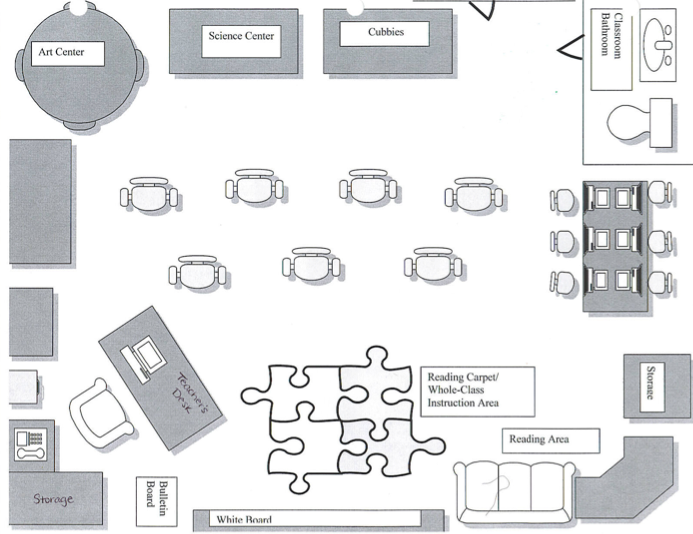 Art Center
Science Center
Cubbies
Classroom
Bathroom
Teacher's
Desk
Reading Carpet/
Whole-Class
Instruction Area
Storage
Reading Area
Storage
Bulletin
Board
White Board